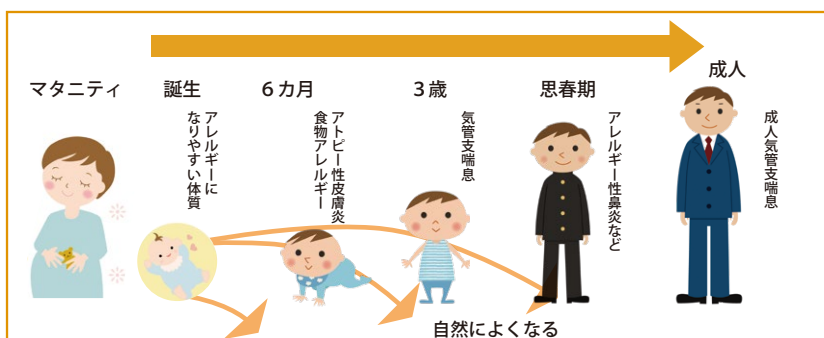 マタニティ
誕生
6カ月
3歳
思春期
成人
アレルギーに
なりやすい体質
アトピー性皮膚炎
食物アレルギー
気管支喘息
アレルギー性鼻炎など
成人気管支喘息
自然によくなる